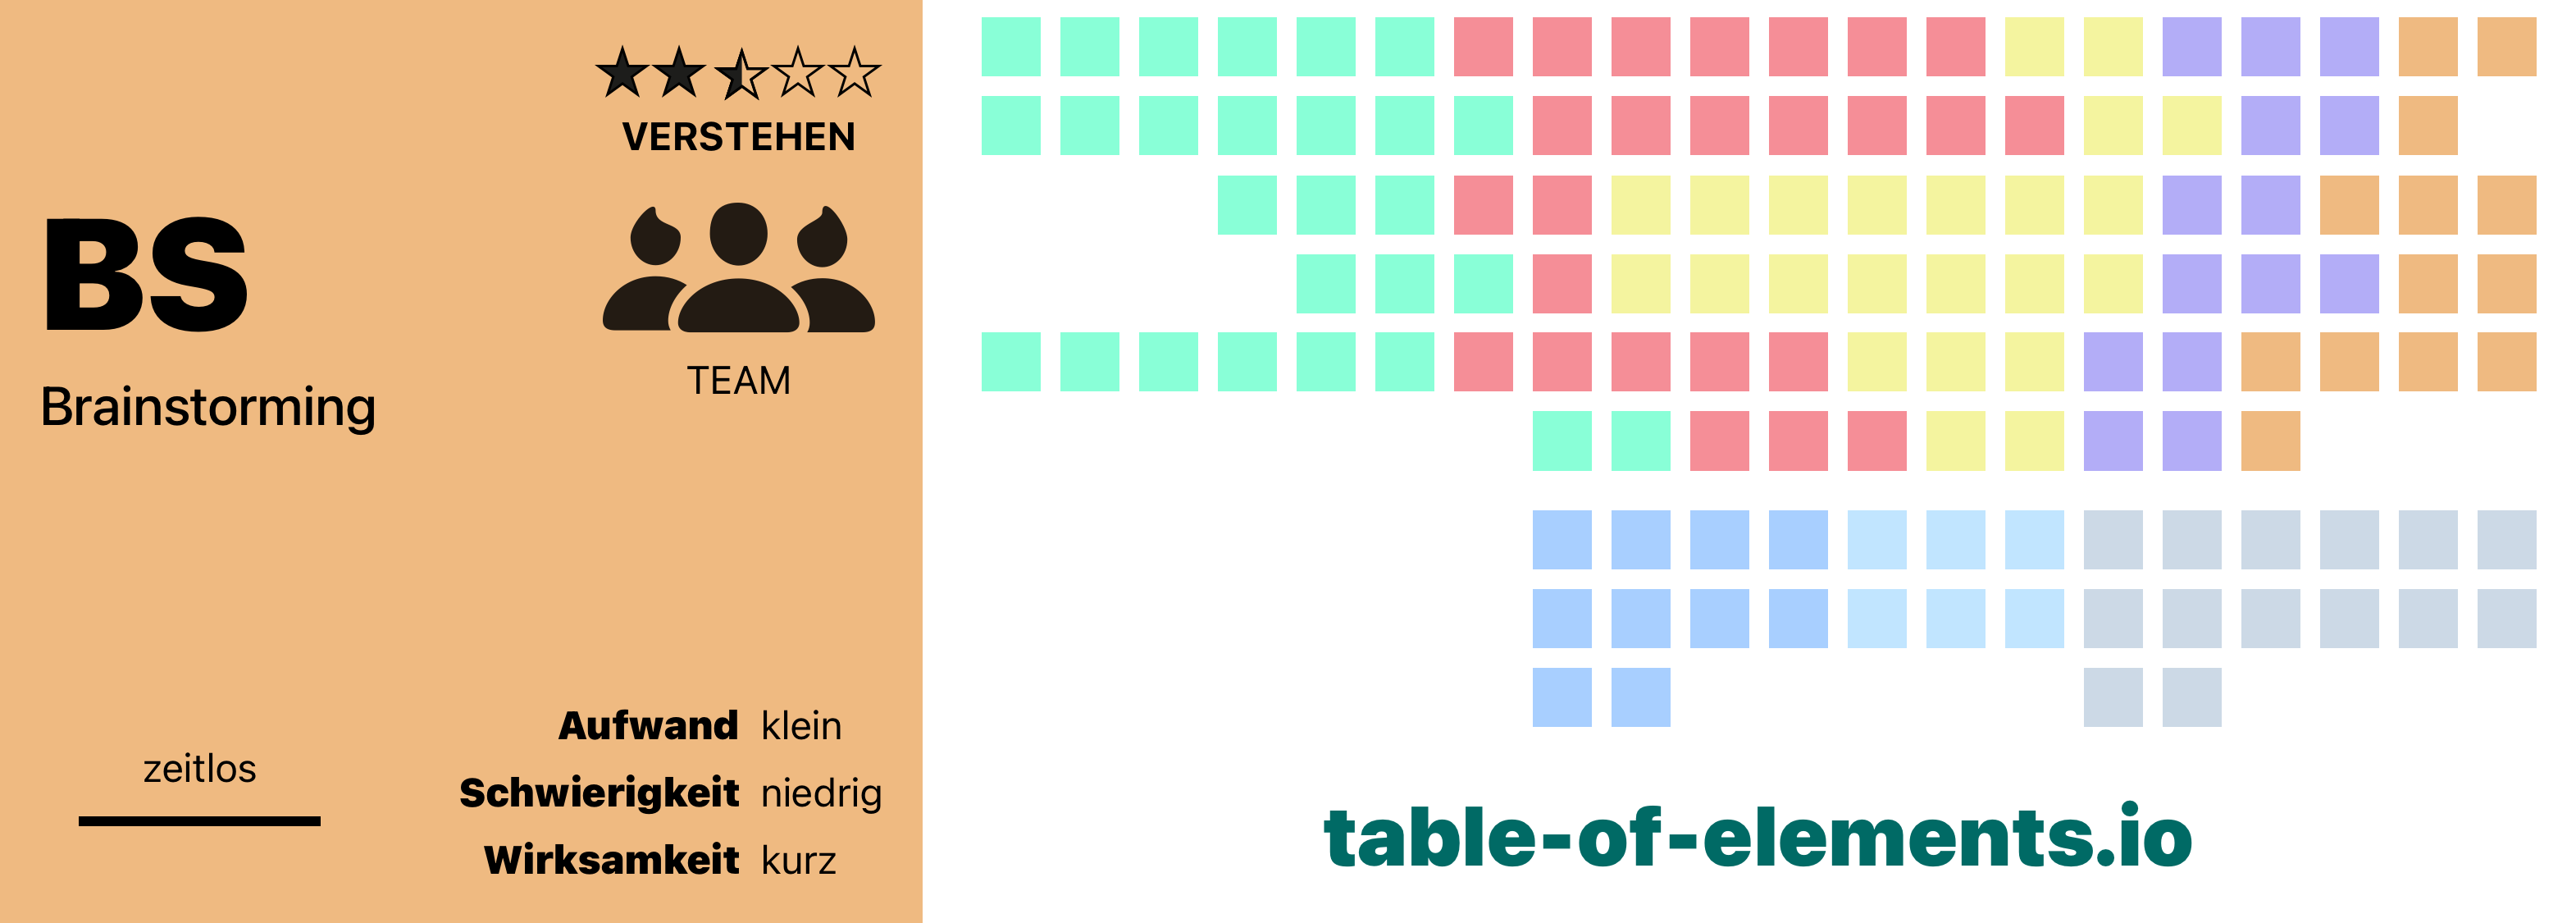 VERSTEHEN
BS
Brainstorming
TEAM
zeitlos
Aufwand klein
Schwierigkeit niedrig
Wirksamkeit kurz
table-of-elements.io